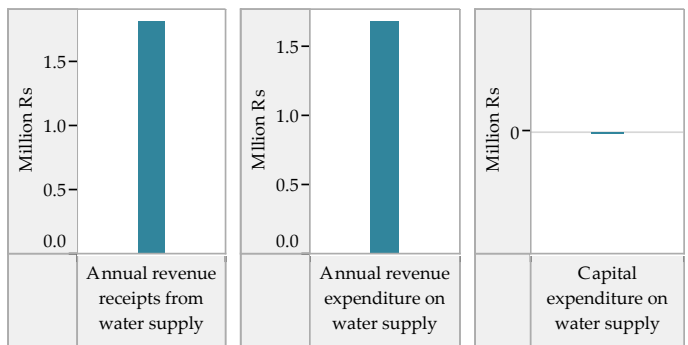 Million Rs
1.5
1.0
0.5
0.0
Annual revenue
receipts from
water supply
Mllion Rs
1.5
1.0
0.5
0.0
Annual revenue
expenditure on
water supply
Million Rs
0
Capital
expenditure on
water supply